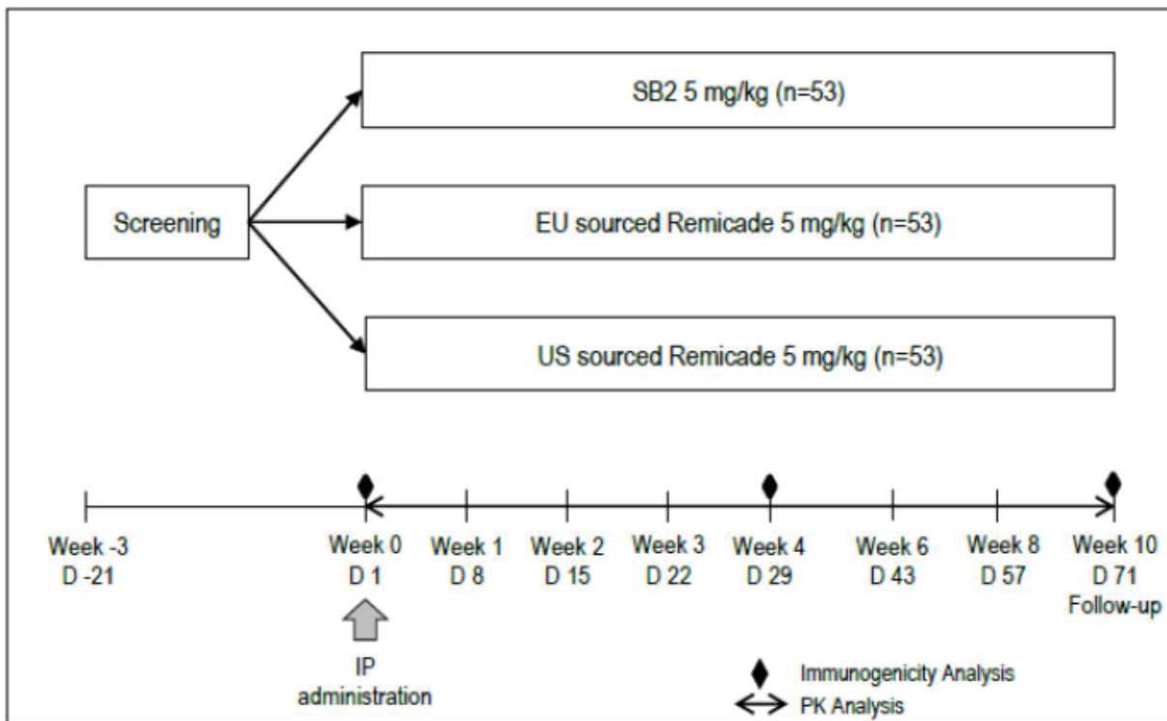 SB2 5 mg/kg (n=53)
Screening
EU sourced Remicade 5 mg/kg (n=53)
US sourced Remicade 5 mg/kg (n=53)
Week -3 Week 0 Week 1 Week 2 Week 3 Week 4 Week 6 Week 8 Week 10
D -21 D 1 D 8 D 15 D 22 D 29 D 43 D 57 D 71
Follow-up
IP
administration
Immunogenicity Analysis
PK Analysis